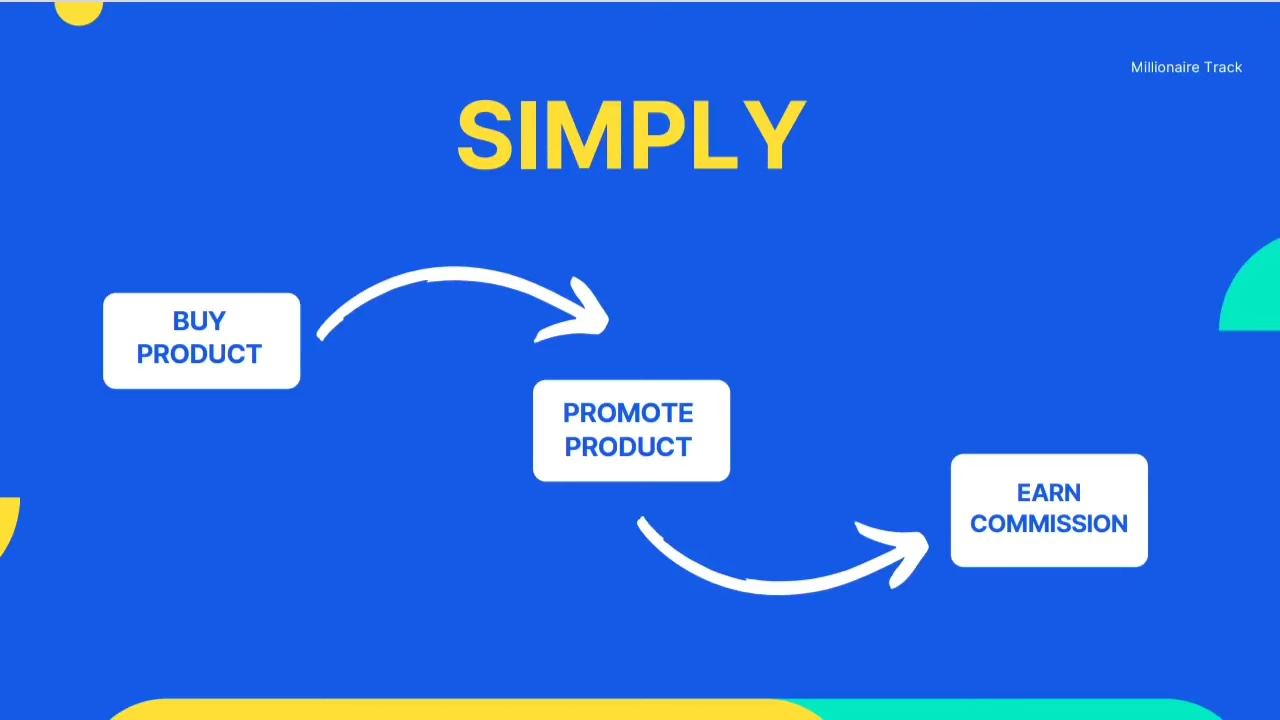 Millionaire Track
SIMPLY
BUY
PRODUCT
PROMOTE
PRODUCT
EARN
COMMISSION